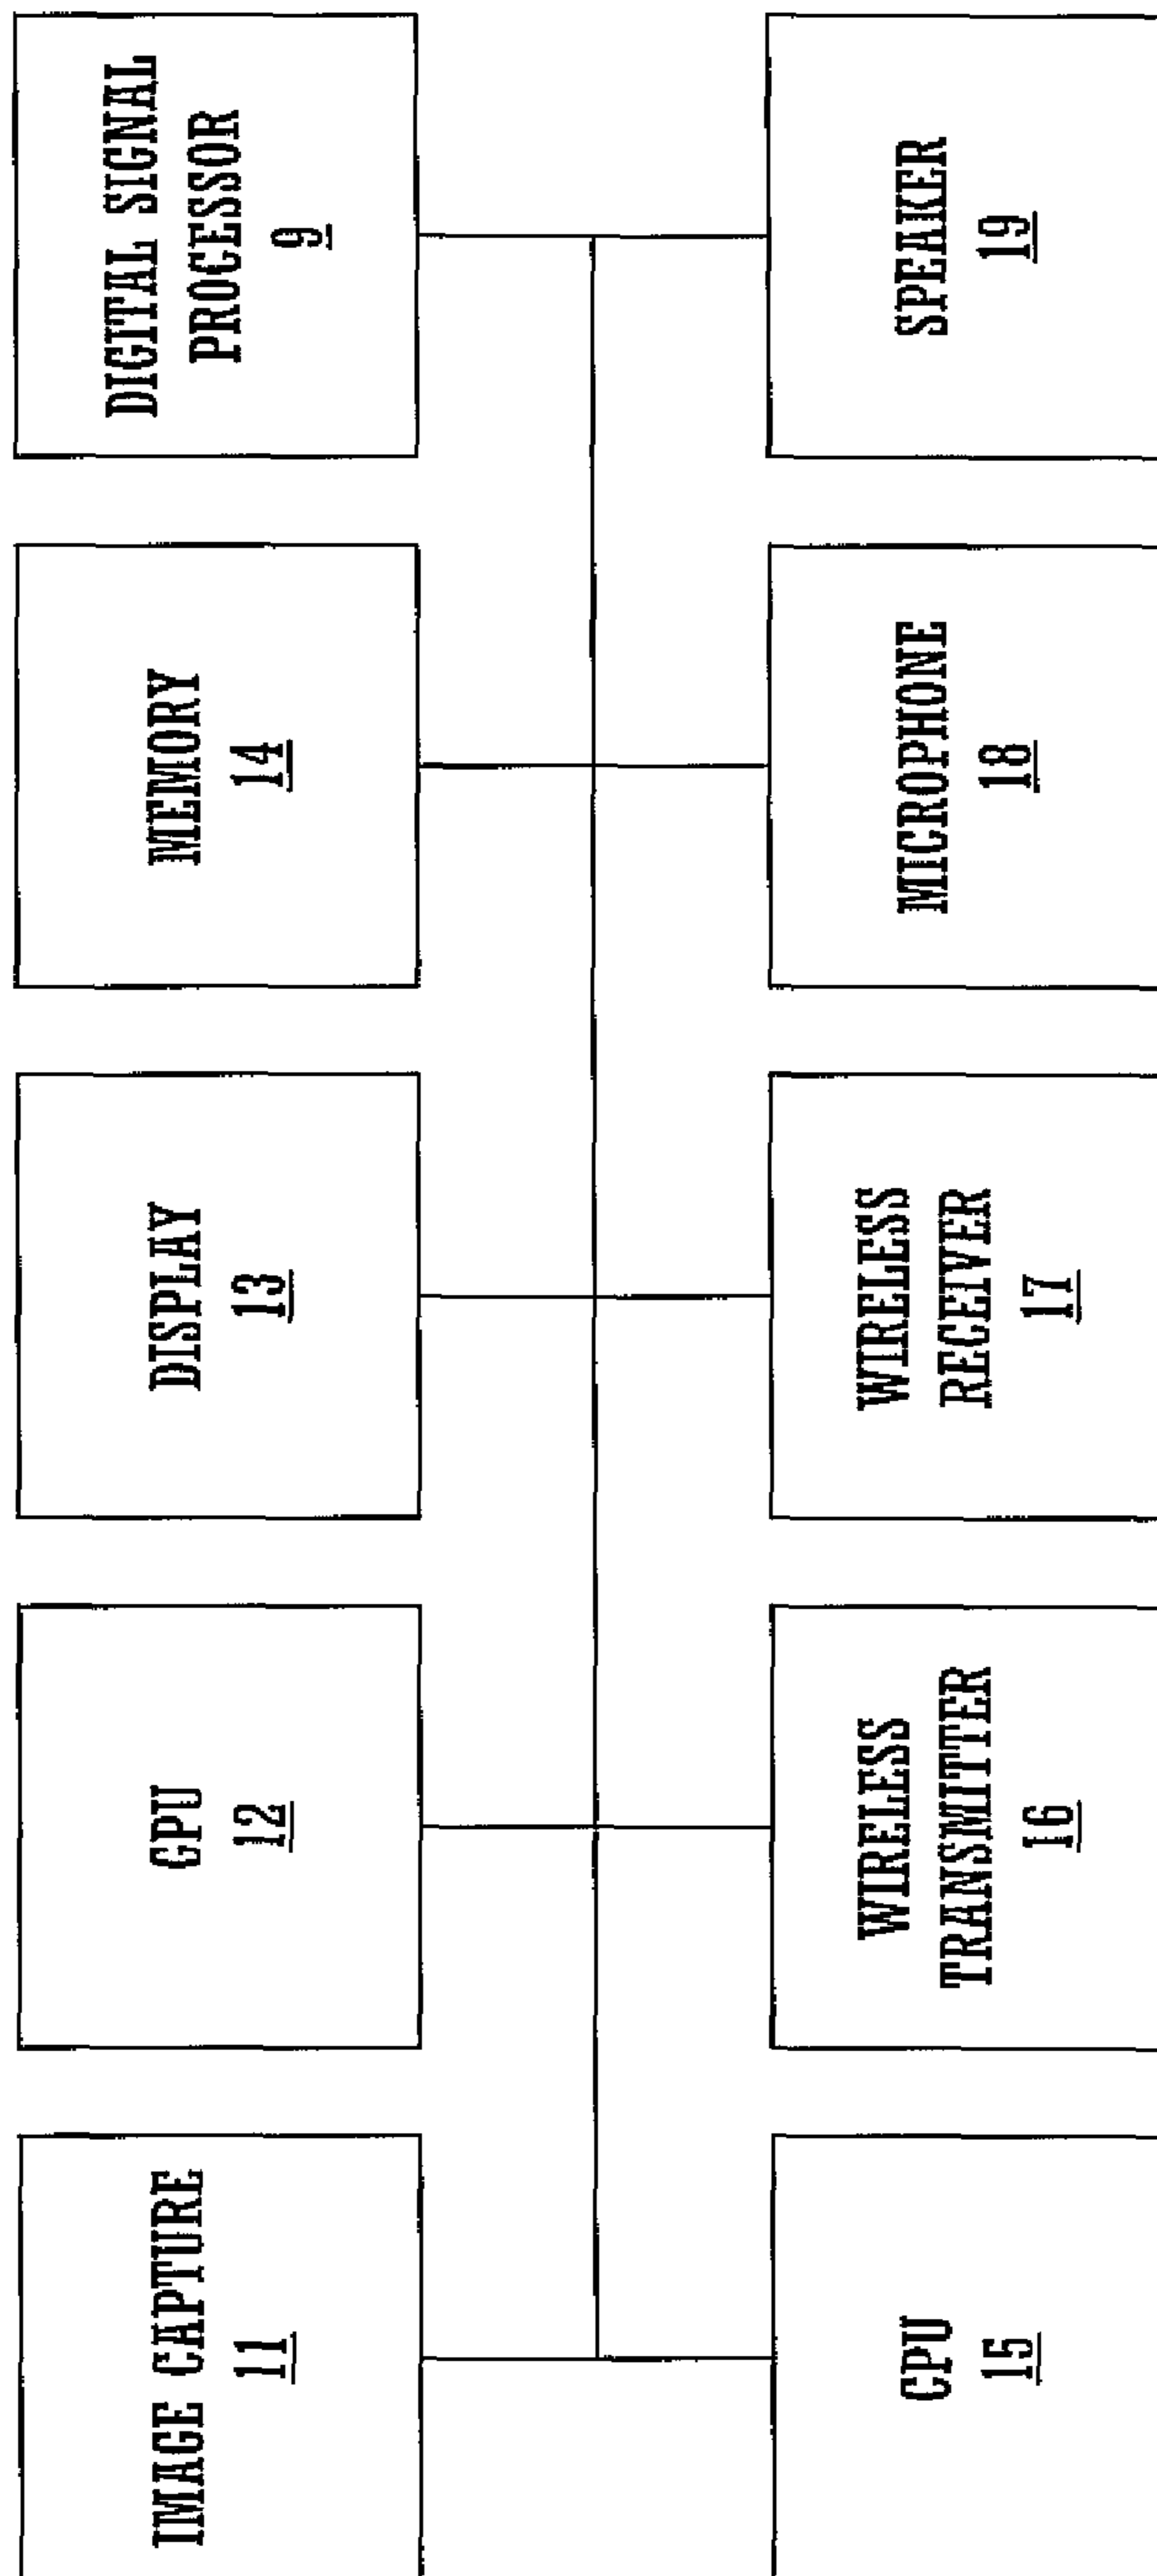 IMAGE CAPTURE
11
GPU
12
DISPLAY
13
MEMORY
14
DIGITAL SIGNAL
PROCESSOR
9
CPU
15
WIRELESS
TRANSMITTER
16
WIRELESS
RECEIVER
17
MICROPHONE
18
SPEAKER
19